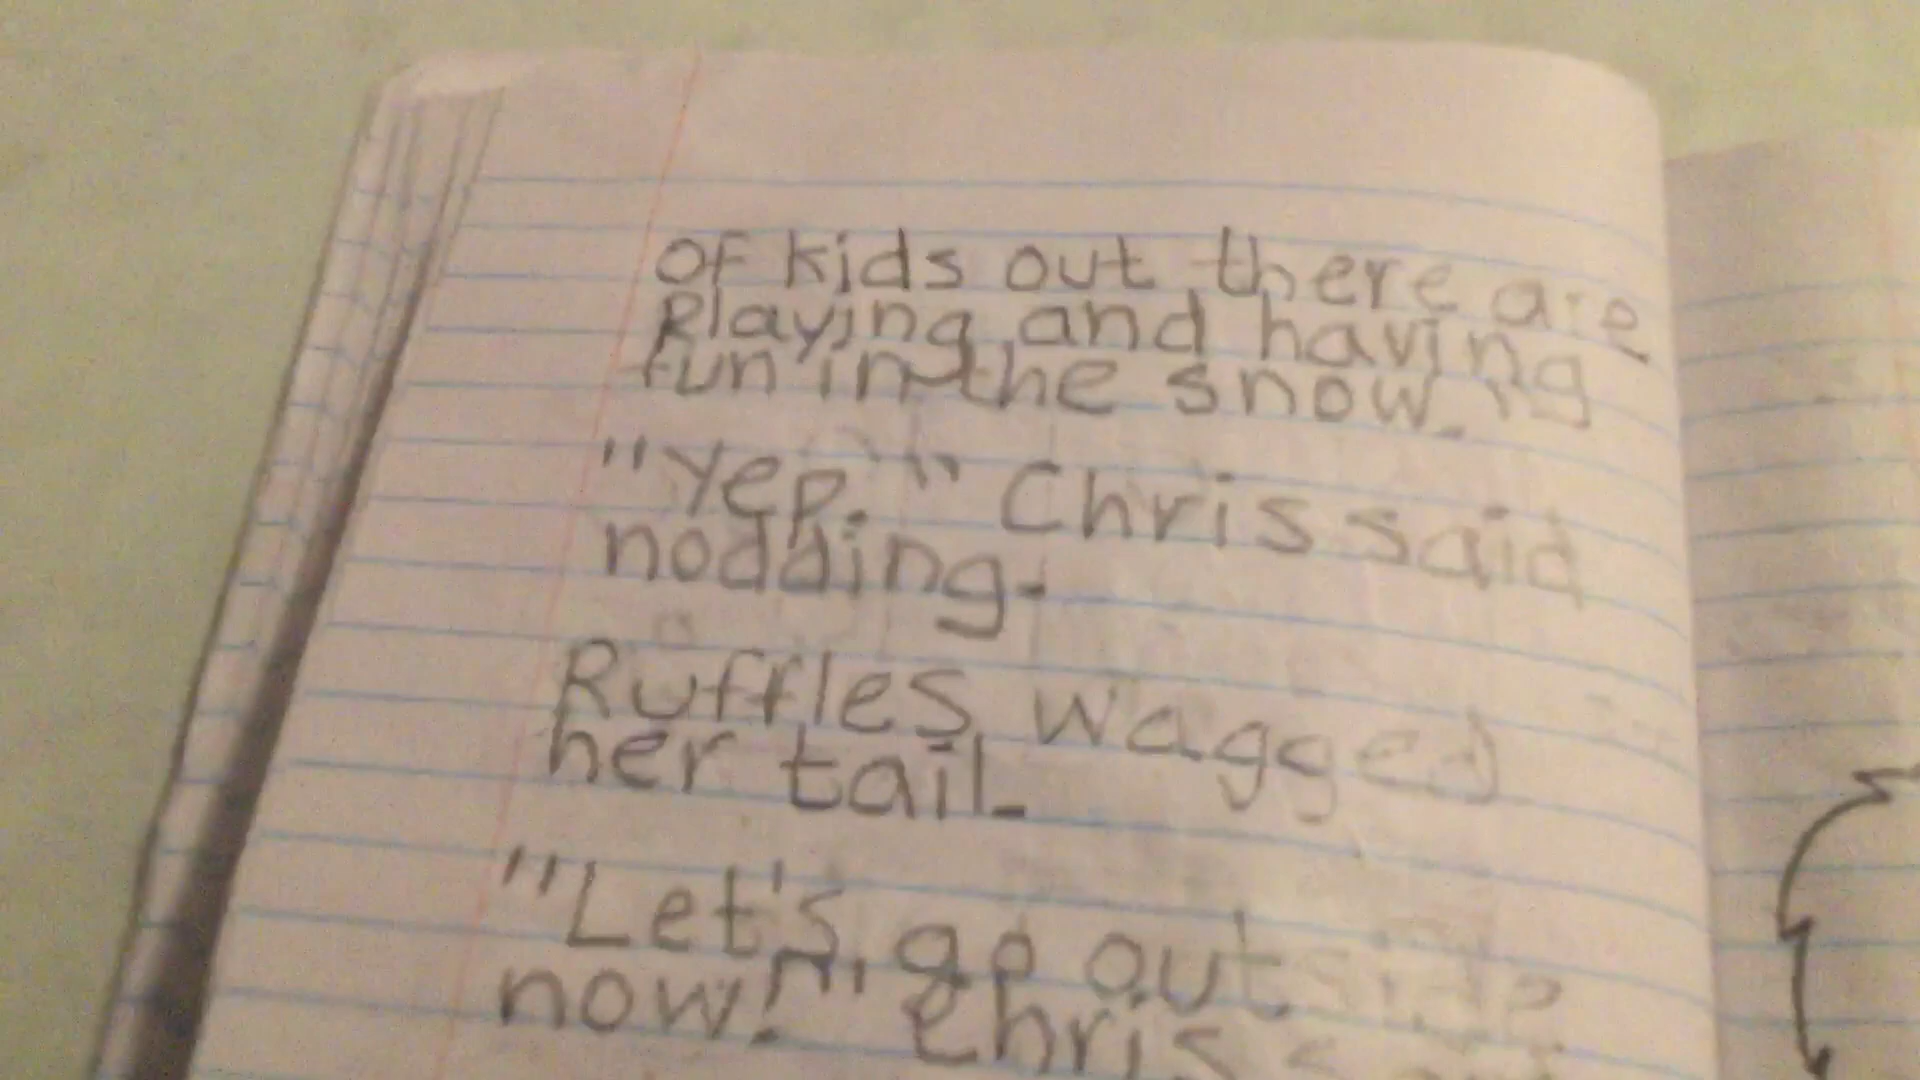 of kids out there are
Playing and having
fun in the snow."
"Yep." Chris said
nodding.
Ruffles wagged
her tail.
"Let's go outside
now!" Chris